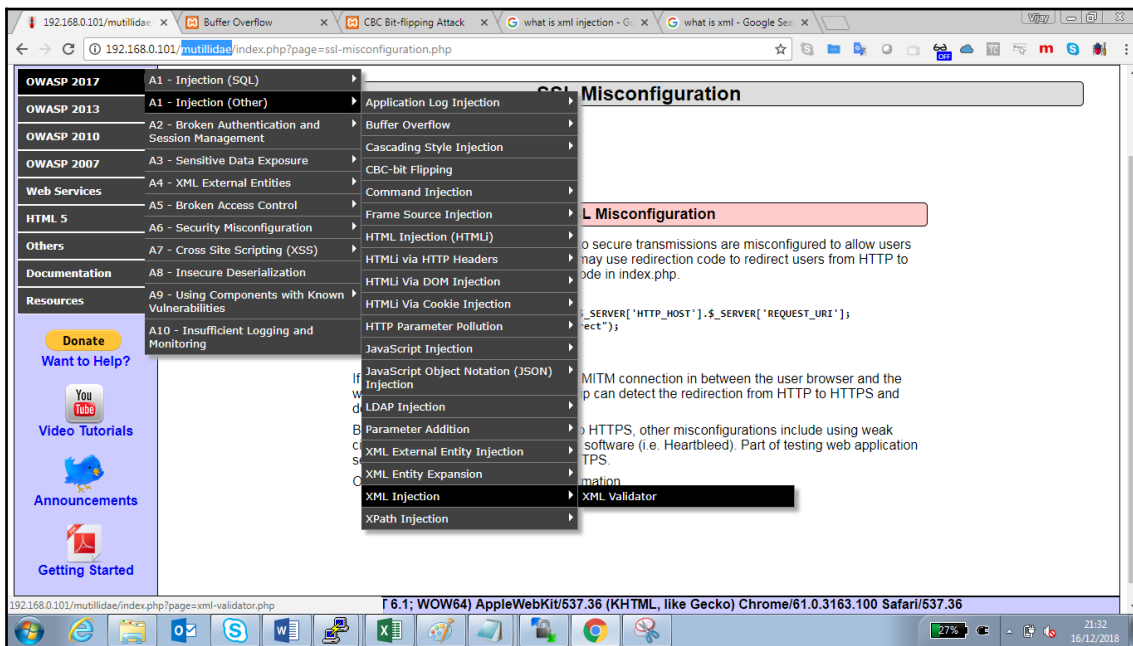 192.168.0.101/mutillidae
Buffer Overflow
CBC Bit-flipping Attack
what is xml injection - Go
what is xml - Google Sea
Vijay
192.168.0.101/mutillidae/index.php?page=ssl-misconfiguration.php
OFF
TC
m
OWASP 2017
OWASP 2013
OWASP 2010
OWASP 2007
Web Services
HTML 5
Others
Documentation
Resources
Donate
Want to Help?
You
Tube
Video Tutorials
Announcements
Getting Started
A1 - Injection (SQL)
A1 - Injection (Other)
A2 - Broken Authentication and
Session Management
A3 - Sensitive Data Exposure
A4 - XML External Entities
A5 - Broken Access Control
A6 - Security Misconfiguration
A7 - Cross Site Scripting (XSS)
A8 - Insecure Deserialization
A9 - Using Components with Known
Vulnerabilities
A10 - Insufficient Logging and
Monitoring
Application Log Injection
Buffer Overflow
Cascading Style Injection
CBC-bit Flipping
Command Injection
Frame Source Injection
HTML Injection (HTMLi)
HTMLi via HTTP Headers
HTMLi Via DOM Injection
HTMLi Via Cookie Injection
HTTP Parameter Pollution
JavaScript Injection
JavaScript Object Notation (JSON)
Injection
LDAP Injection
Parameter Addition
XML External Entity Injection
XML Entity Expansion
XML Injection
XPath Injection
XML Validator
SSL Misconfiguration
L Misconfiguration
o secure transmissions are misconfigured to allow users
may use redirection code to redirect users from HTTP to
ode in index.php.
_SERVER['HTTP_HOST'].$_SERVER['REQUEST_URI'];
rect");
If MITM connection in between the user browser and the
w p can detect the redirection from HTTP to HTTPS and
d
B o HTTPS, other misconfigurations include using weak
ci software (i.e. Heartbleed). Part of testing web application
se TPS.
O mation
192.168.0.101/mutillidae/index.php?page=xml-validator.php
T 6.1; WOW64) AppleWebKit/537.36 (KHTML, like Gecko) Chrome/61.0.3163.100 Safari/537.36
27%
21:32
16/12/2018